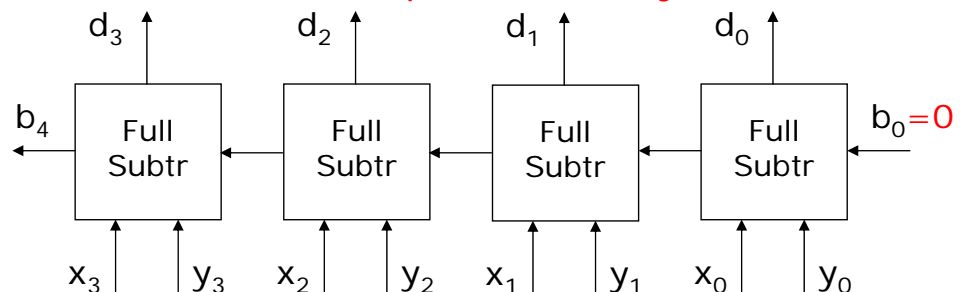 d3 d2 d1 d0
b4 Full Subtr Full Subtr Full Subtr Full Subtr b0=0
x3 y3 x2 y2 x1 y1 x0 y0